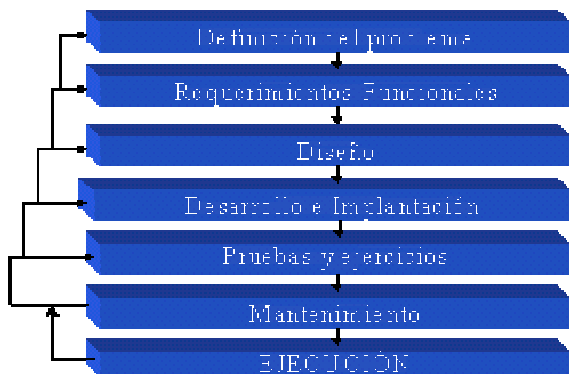 Definición del problema
Requerimientos Funcionales
Diseño
Desarrollo e Implantación
Pruebas y ejercicios
Mantenimiento
EJECUCIÓN